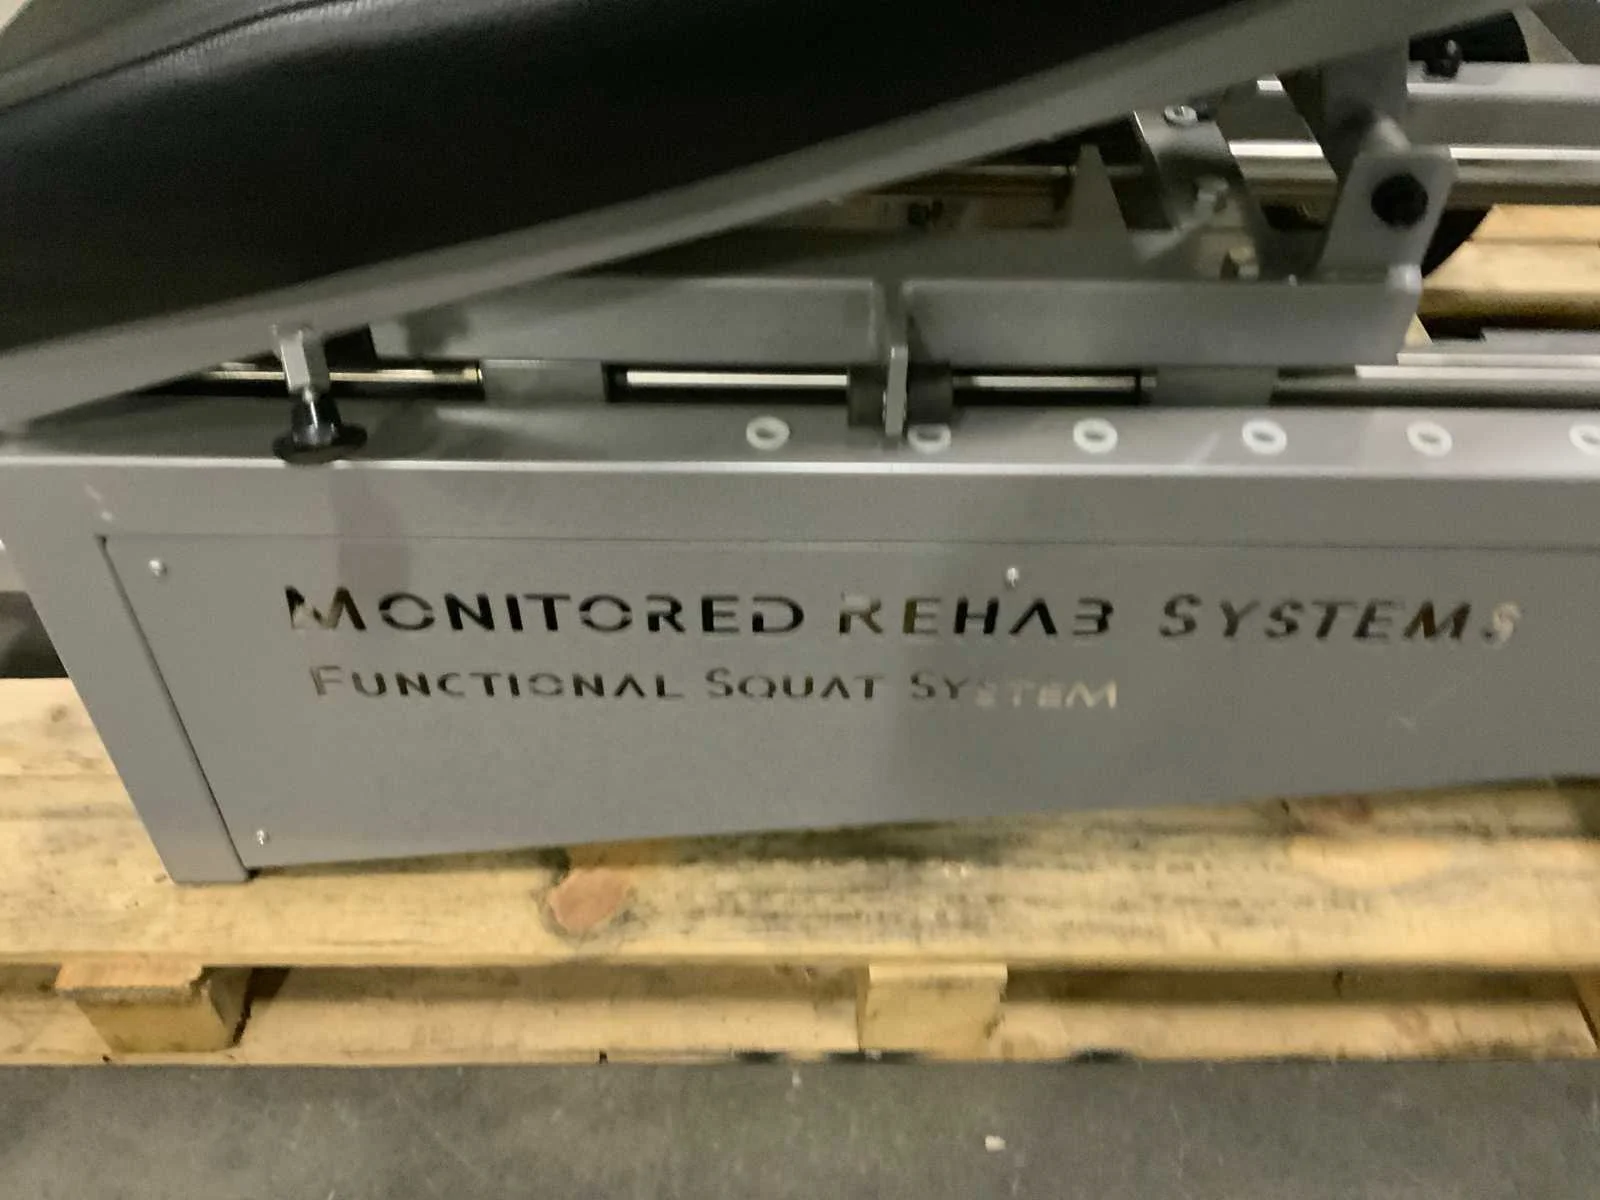 MONITORED REHAB SYSTEMS
FUNCTIONAL SQUAT SYSTEM